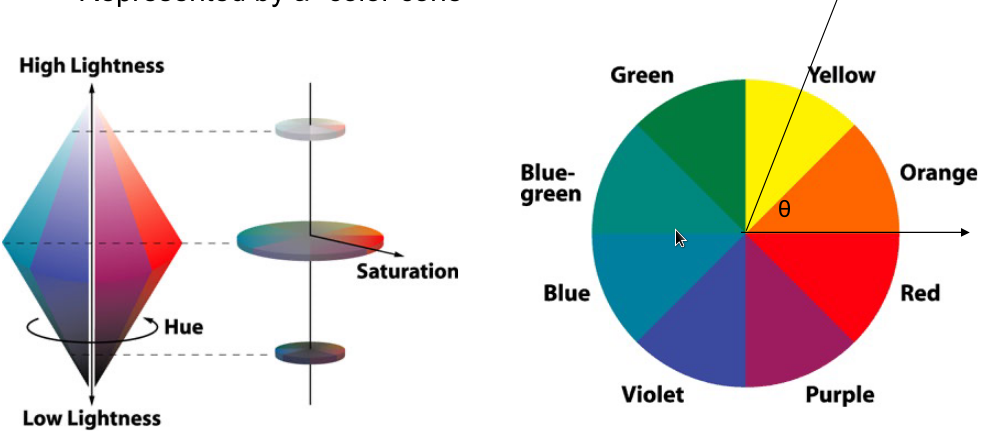 Represented by a "color cone"
High Lightness
Saturation
Hue
Low Lightness
Green
Yellow
Blue-
green
Orange
θ
Blue
Red
Violet
Purple